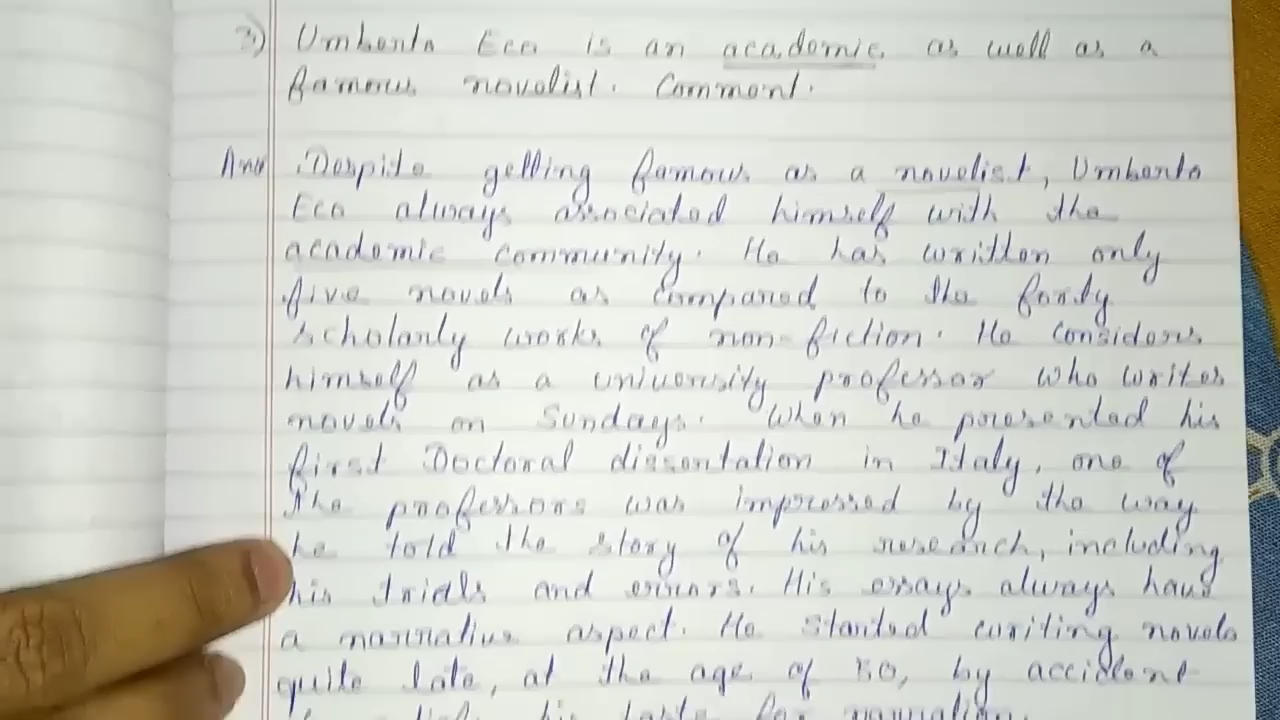 3) Umberto Eco is an academic as well as a
famous novelist. Comment.
Ans. Despite getting famous as a novelist, Umberto
Eco always associated himself with the
academic community. He has written only
five novels as compared to the forty
scholarly works of non-fiction. He considers
himself as a university professor who writes
novels on Sundays. When he presented his
first Doctoral dissertation in Italy, one of
the professors was impressed by the way
he told the story of his research, including
his trials and errors. His essays always have
a narrative aspect. He started writing novels
quite late, at the age of 50, by accident
his taste for narration.